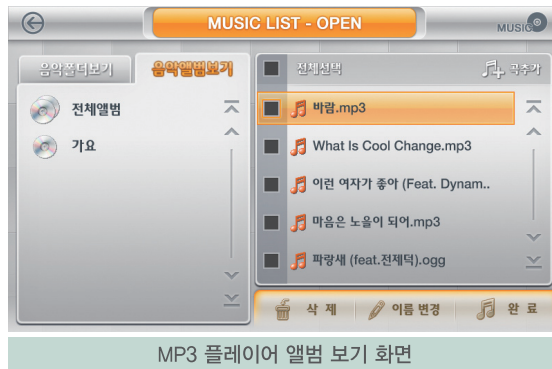 MUSIC LIST - OPEN
MUSIC
음악폴더보기
음악앨범보기
전체선택
곡추가
전체앨범
가요
바람.mp3
What Is Cool Change.mp3
이런 여자가 좋아 (Feat. Dynam..
마음은 노을이 되어.mp3
파랑새 (feat.전제덕).ogg
삭 제
이름 변경
완 료
MP3 플레이어 앨범 보기 화면